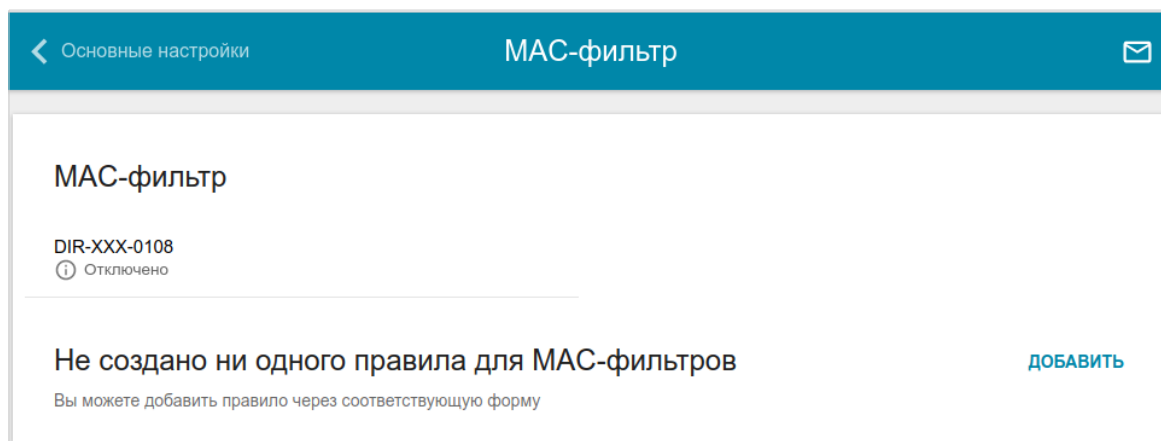 Основные настройки
MAC-фильтр
MAC-фильтр
DIR-XXX-0108
Отключено
Не создано ни одного правила для MAC-фильтров
ДОБАВИТЬ
Вы можете добавить правило через соответствующую форму